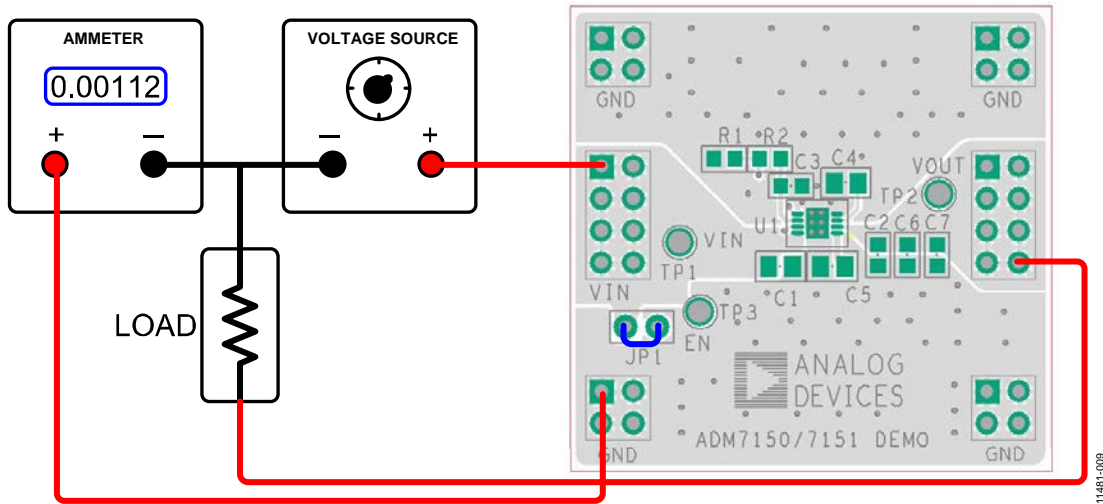 AMMETER
0.00112
+
–
VOLTAGE SOURCE
–
+
LOAD
GND
GND
R1
R2
C3
C4
VOUT
TP2
U1
C2
C6
C7
VIN
TP1
VIN
C1
C5
TP3
JP1
EN
ANALOG
DEVICES
ADM7150/7151 DEMO
GND
GND
11481-009